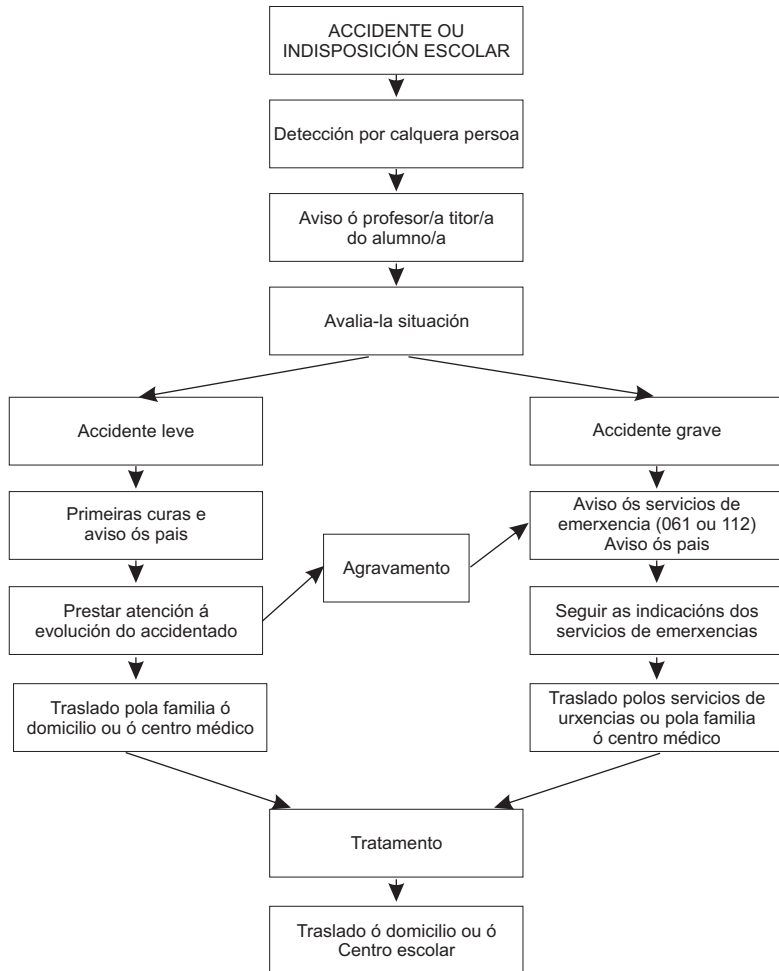 ACCIDENTE OU
INDISPOSICIÓN ESCOLAR
Detección por calquera persoa
Aviso ó profesor/a titor/a
do alumno/a
Avalia-la situación
Accidente leve
Primeiras curas e
aviso ós pais
Prestar atención á
evolución do accidentado
Traslado pola familia ó
domicilio ou ó centro médico
Agravamento
Accidente grave
Aviso ós servicios de
emerxencia (061 ou 112)
Aviso ós pais
Seguir as indicacións dos
servicios de emerxencias
Traslado polos servicios de
urxencias ou pola familia
ó centro médico
Tratamento
Traslado ó domicilio ou ó
Centro escolar